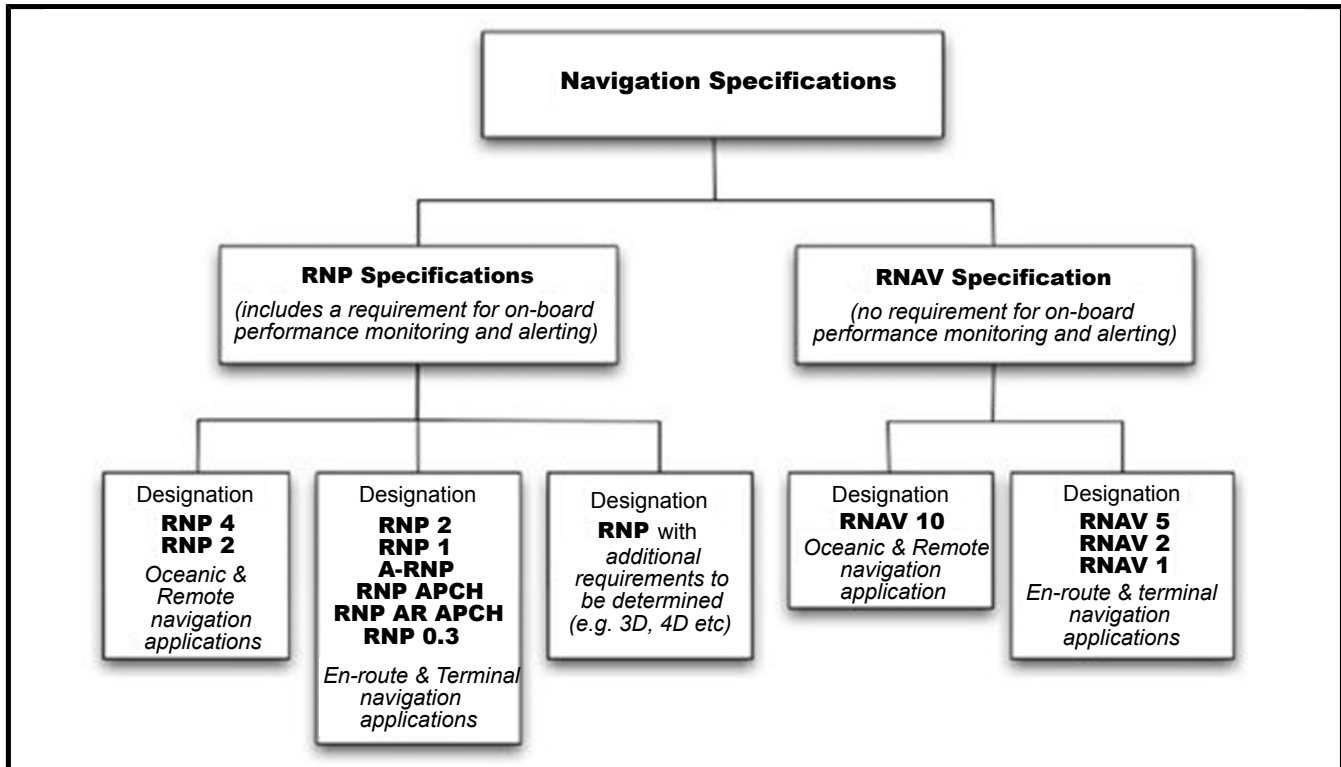 Navigation Specifications
RNP Specifications
(includes a requirement for on-board
performance monitoring and alerting)
RNAV Specification
(no requirement for on-board
performance monitoring and alerting)
Designation
RNP 4
RNP 2
Oceanic &
Remote
navigation
applications
Designation
RNP 2
RNP 1
A-RNP
RNP APCH
RNP AR APCH
RNP 0.3
En-route & Terminal
navigation
applications
Designation
RNP with
additional
requirements to
be determined
(e.g. 3D, 4D etc)
Designation
RNAV 10
Oceanic & Remote
navigation
application
Designation
RNAV 5
RNAV 2
RNAV 1
En-route & terminal
navigation
applications